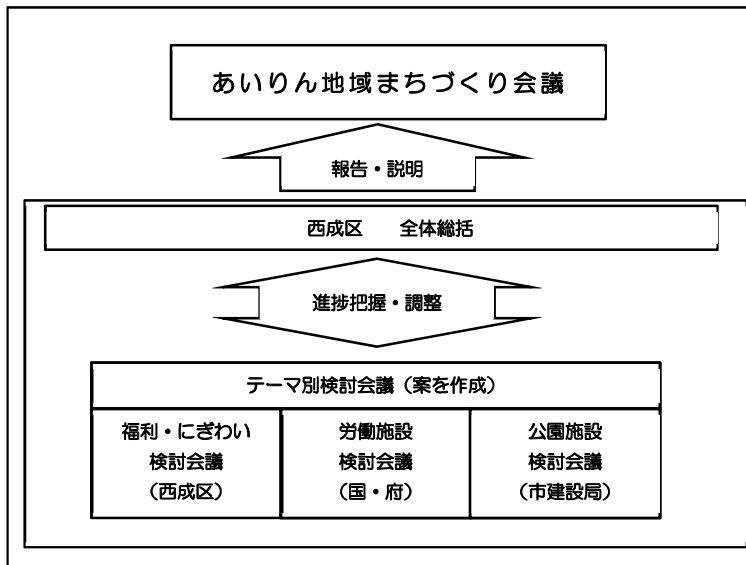 あいりん地域まちづくり会議
報告・説明
西成区　　全体総括
進捗把握・調整
テーマ別検討会議（案を作成）
福利・にぎわい
検討会議
（西成区）
労働施設
検討会議
（国・府）
公園施設
検討会議
（市建設局）